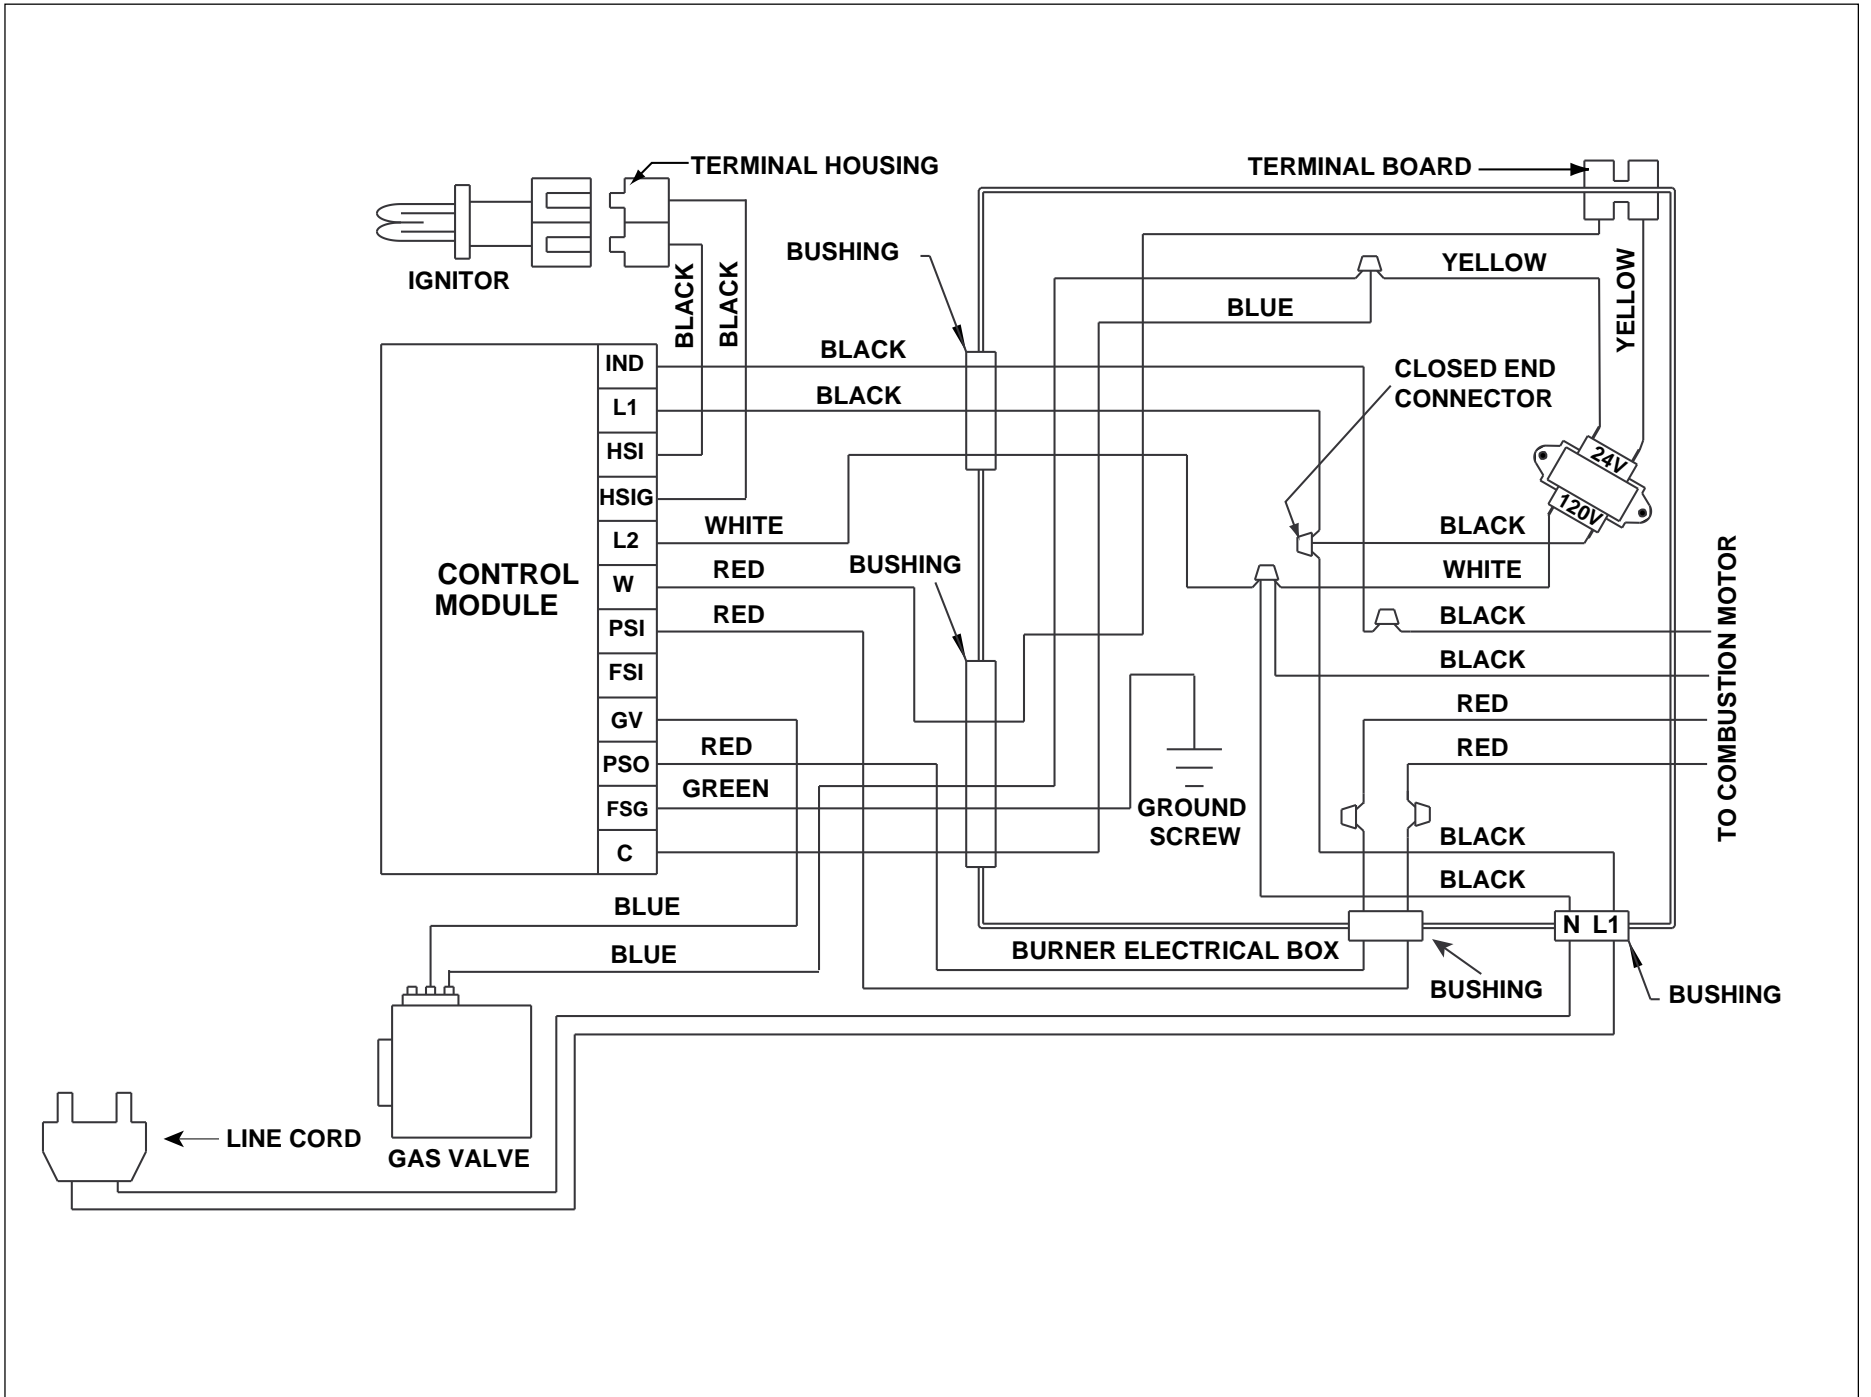 TERMINAL HOUSING
TERMINAL BOARD
BUSHING
IGNITOR
BLACK
BLACK
YELLOW
YELLOW
BLUE
BLACK
BLACK
CLOSED END
CONNECTOR
IND
L1
HSI
HSIG
L2
W
PSI
FSI
GV
PSO
FSG
C
CONTROL
MODULE
24V
120V
WHITE
RED
RED
BUSHING
BLACK
WHITE
BLACK
BLACK
RED
RED
TO COMBUSTION MOTOR
RED
GREEN
GROUND
SCREW
BLACK
BLACK
BLUE
BLUE
N L1
BURNER ELECTRICAL BOX
BUSHING
BUSHING
LINE CORD
GAS VALVE